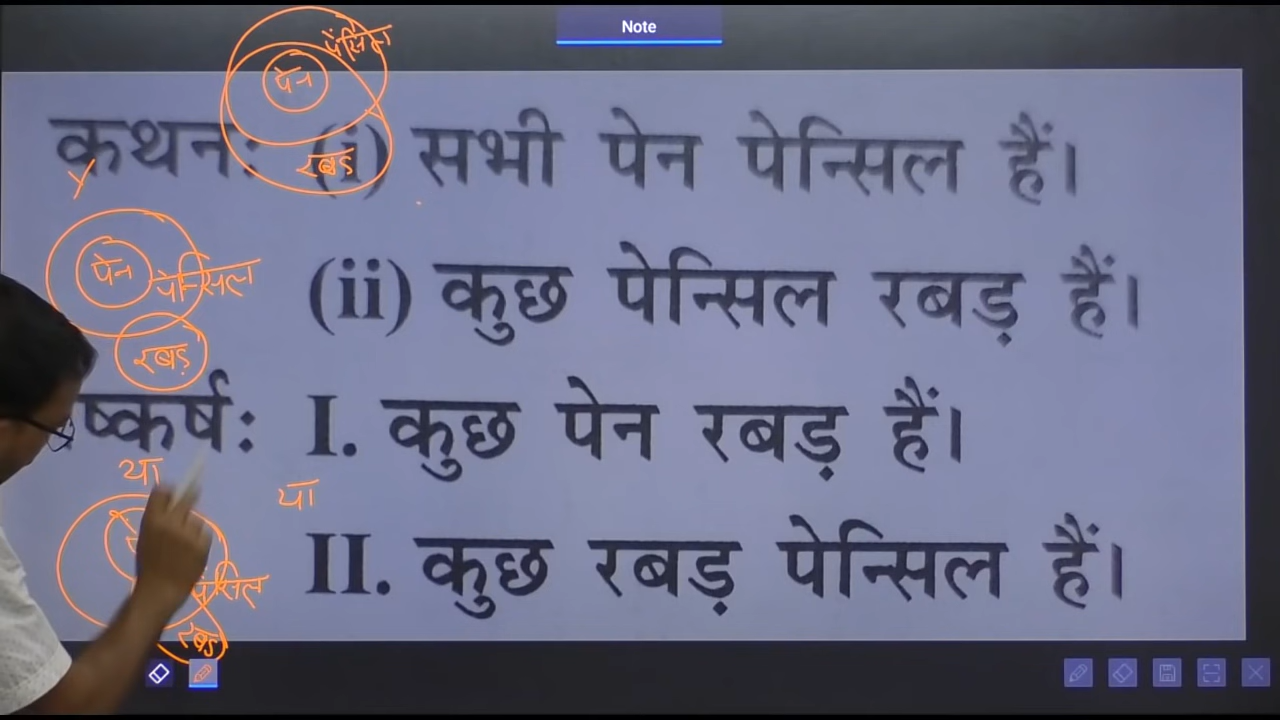 Note
पेंसिल
पेन
रबड़
कथनः (i) सभी पेन पेन्सिल हैं।
पेन
पेन्सिल
(ii) कुछ पेन्सिल रबड़ हैं।
रबड़
ष्कर्षः I. कुछ पेन रबड़ हैं।
या
या
II. कुछ रबड़ पेन्सिल हैं।
पेंसिल
रबड़